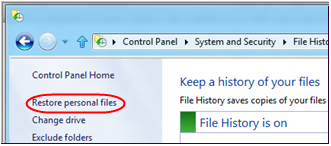 Control Panel ▸ System and Security ▸ File Hist
Control Panel Home
Restore personal files
Change drive
Exclude folders
Keep a history of your files
File History saves copies of your files
File History is on